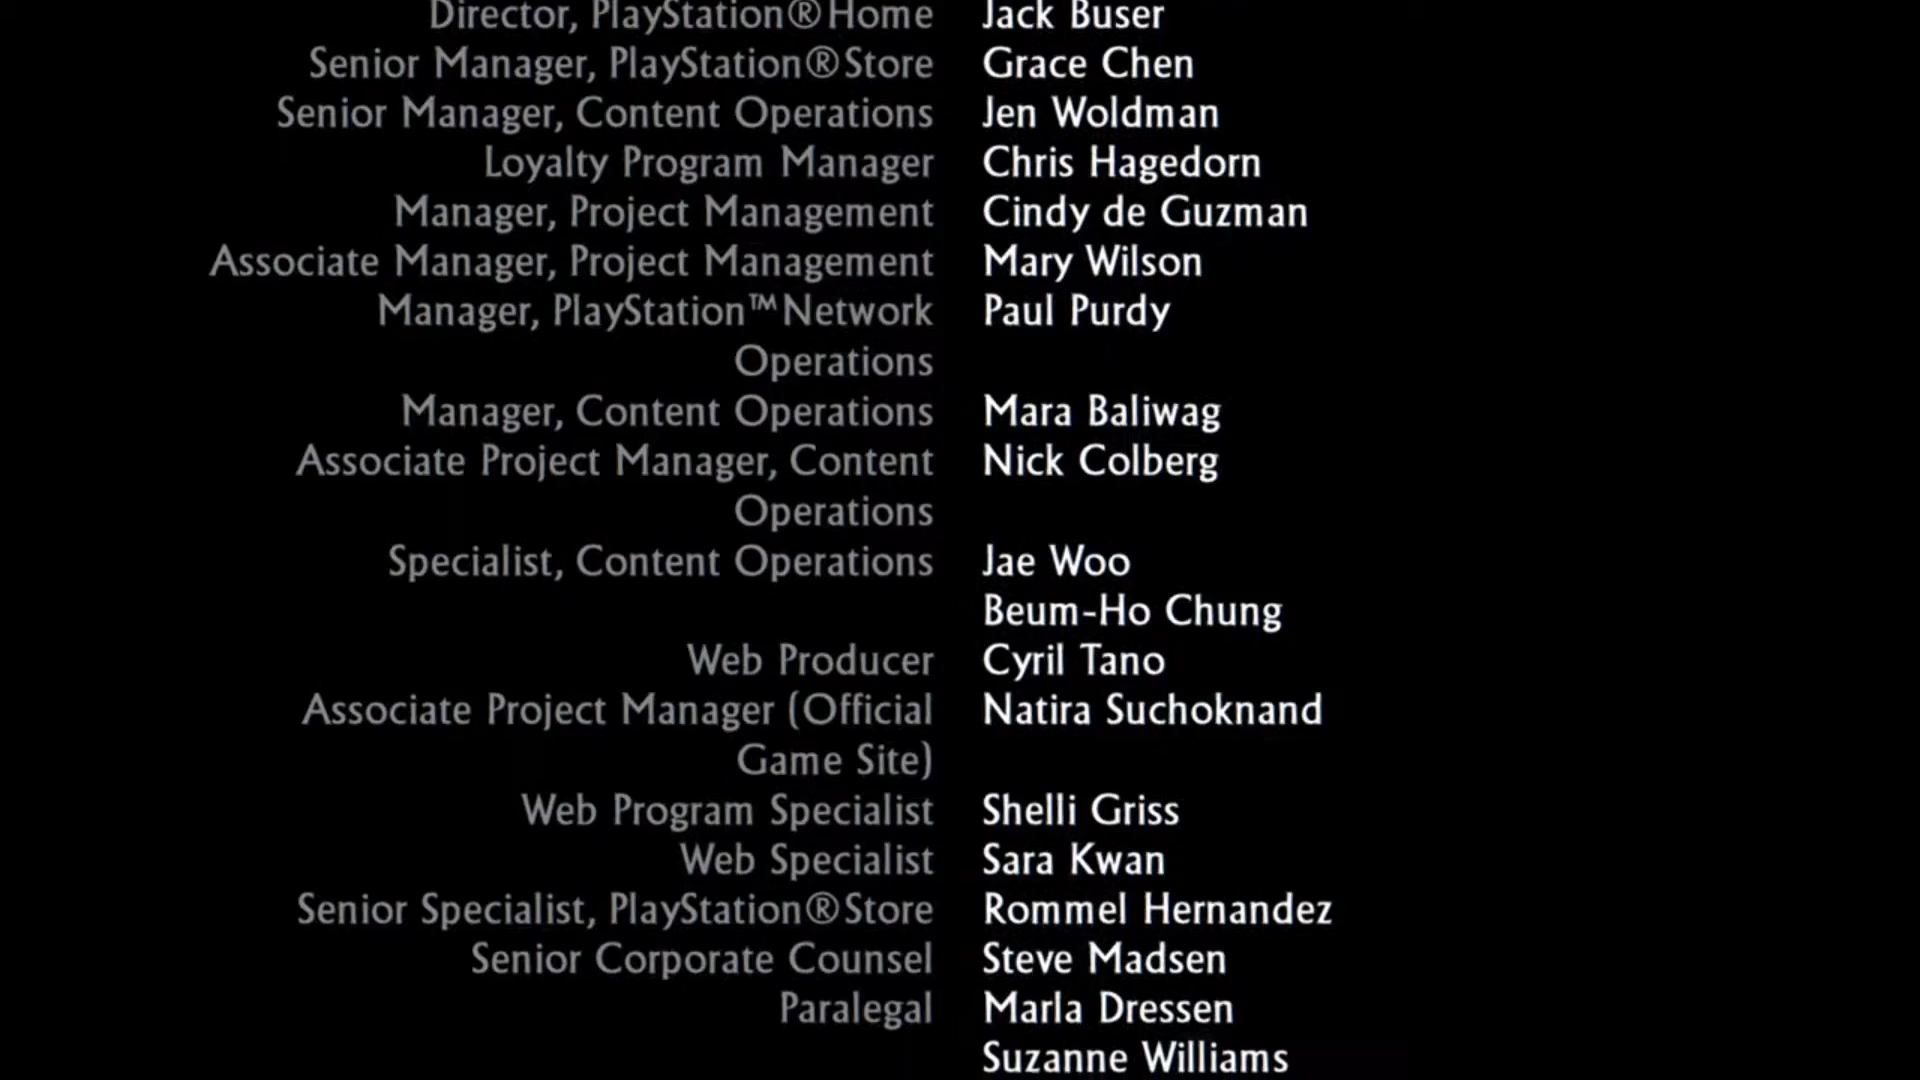 Director, PlayStation®Home Jack Buser
Senior Manager, PlayStation®Store Grace Chen
Senior Manager, Content Operations Jen Woldman
Loyalty Program Manager Chris Hagedorn
Manager, Project Management Cindy de Guzman
Associate Manager, Project Management Mary Wilson
Manager, PlayStation™Network Paul Purdy
Operations
Manager, Content Operations Mara Baliwag
Associate Project Manager, Content Nick Colberg
Operations
Specialist, Content Operations Jae Woo
Beum-Ho Chung
Web Producer Cyril Tano
Associate Project Manager (Official Natira Suchoknand
Game Site)
Web Program Specialist Shelli Griss
Web Specialist Sara Kwan
Senior Specialist, PlayStation®Store Rommel Hernandez
Senior Corporate Counsel Steve Madsen
Paralegal Marla Dressen
Suzanne Williams